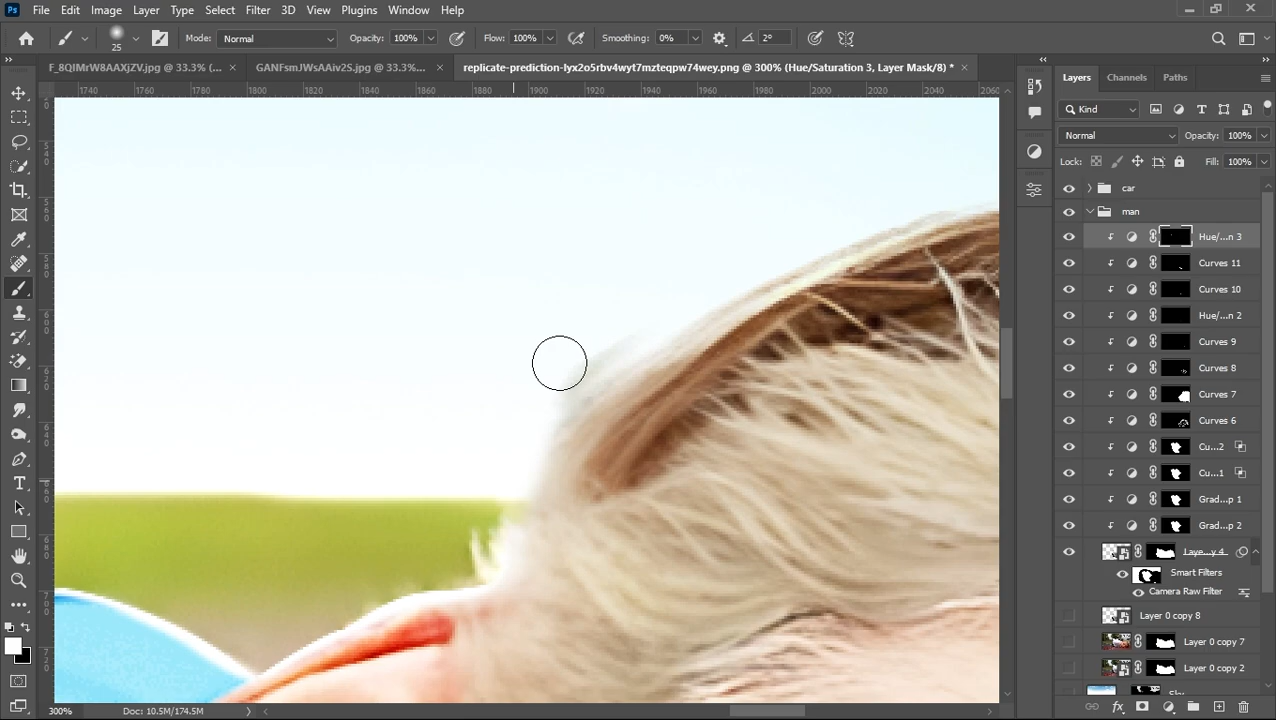 Ps File Edit Image Layer Type Select Filter 3D View Plugins Window Help
25 Mode: Normal Opacity: 100% Flow: 100% Smoothing: 0% 2°
F_8QIMrW8AAXjZV.jpg @ 33.3% (... GANFsmJWsAAiv2S.jpg @ 33.3%... replicate-prediction-lyx2o5rbv4wyt7mzteqpw74wey.png @ 300% (Hue/Saturation 3, Layer Mask/8) *
Layers Channels Paths
1740 1760 1780 1800 1820 1840 1860 1880 1900 1920 1940 1960 1980 2000 2020 2040 2060
Kind
Normal Opacity: 100%
Lock: Fill: 100%
car
man
Hue/...n 3
Curves 11
Curves 10
Hue/...n 2
Curves 9
Curves 8
Curves 7
Curves 6
Cu...2
Cu...1
Grad...p 1
Grad...p 2
Laye...y 4
Smart Filters
Camera Raw Filter
Layer 0 copy 8
Layer 0 copy 7
Layer 0 copy 2
Sky
300% Doc: 10.5M/174.5M